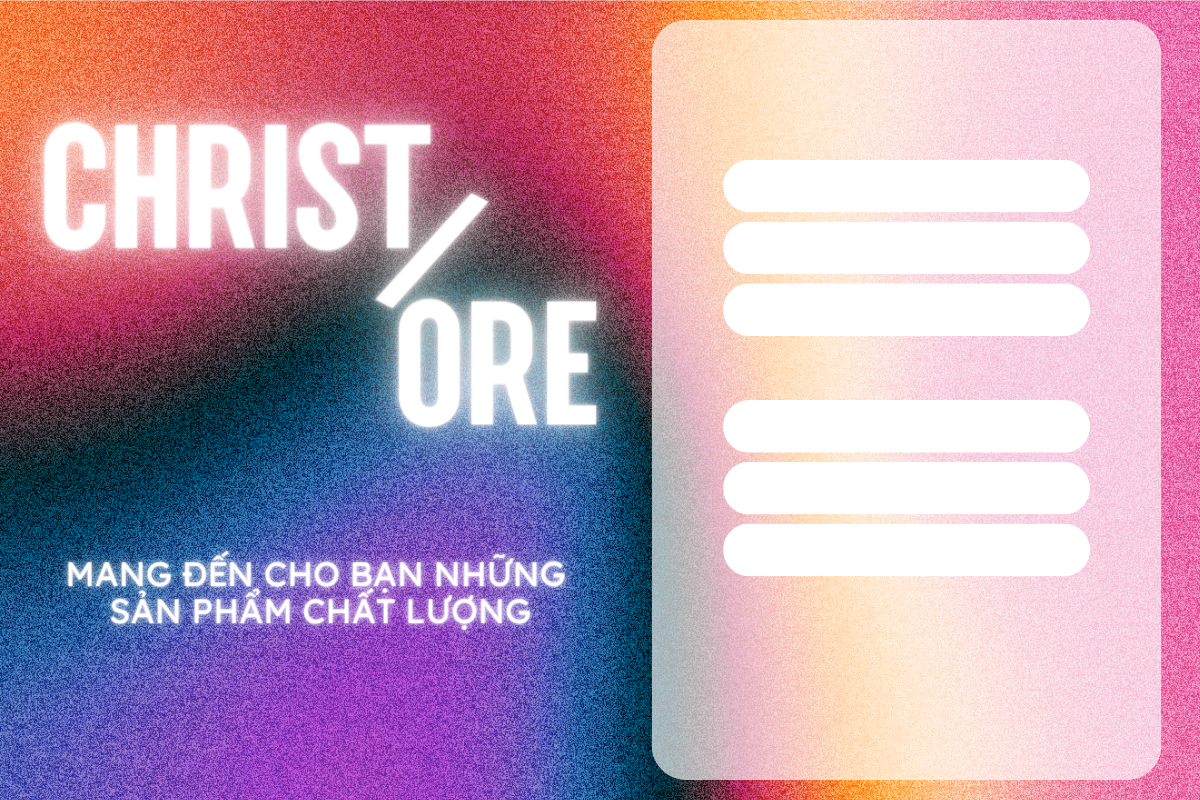 CHRIST/
ORE
MANG ĐẾN CHO BẠN NHỮNG
SẢN PHẨM CHẤT LƯỢNG